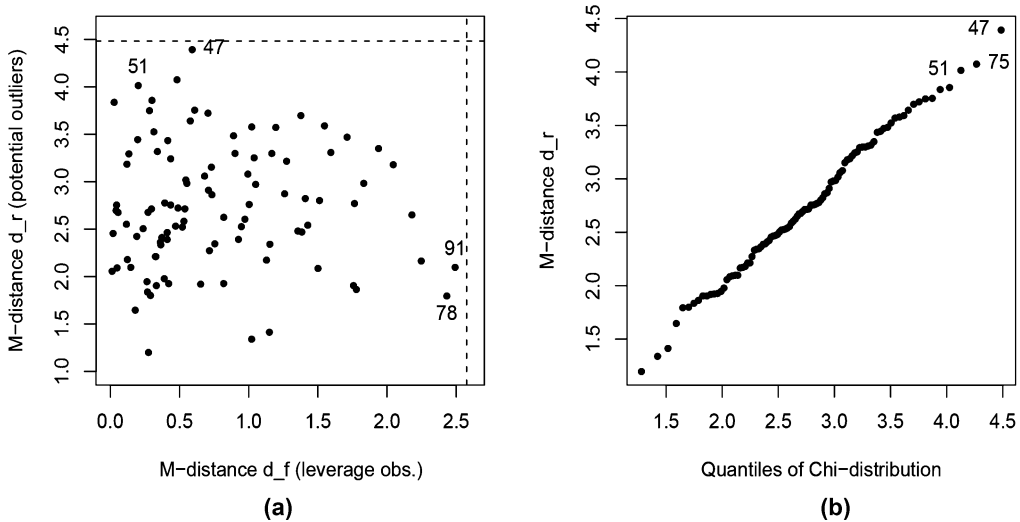 M−distance d_r (potential outliers)
4.5
4.0
3.5
3.0
2.5
2.0
1.5
1.0
47
51
91
78
0.0 0.5 1.0 1.5 2.0 2.5
M−distance d_f (leverage obs.)
(a)
M−distance d_r
4.5
4.0
3.5
3.0
2.5
2.0
1.5
47
51
75
1.5 2.0 2.5 3.0 3.5 4.0 4.5
Quantiles of Chi−distribution
(b)